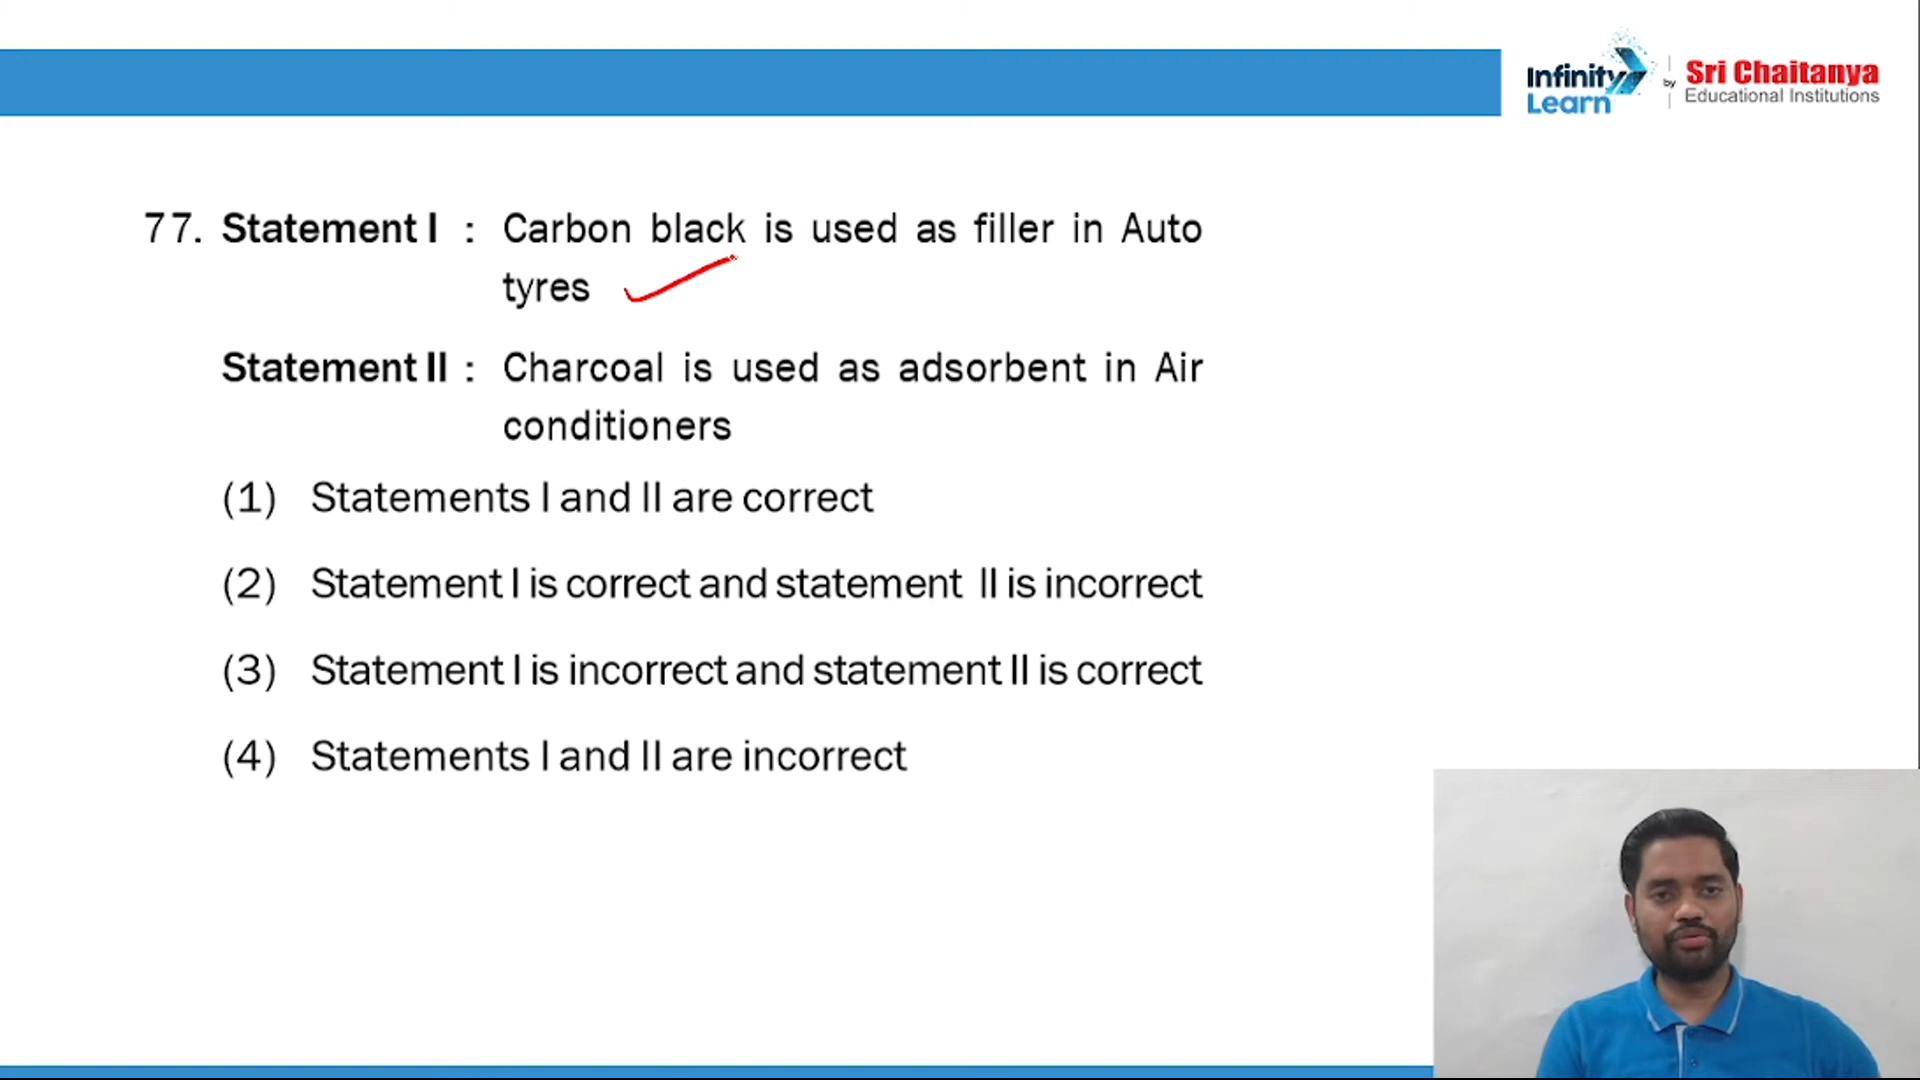 Infinity Learn by Sri Chaitanya Educational Institutions
77. Statement I : Carbon black is used as filler in Auto
tyres
Statement II : Charcoal is used as adsorbent in Air
conditioners
(1) Statements I and II are correct
(2) Statement I is correct and statement II is incorrect
(3) Statement I is incorrect and statement II is correct
(4) Statements I and II are incorrect